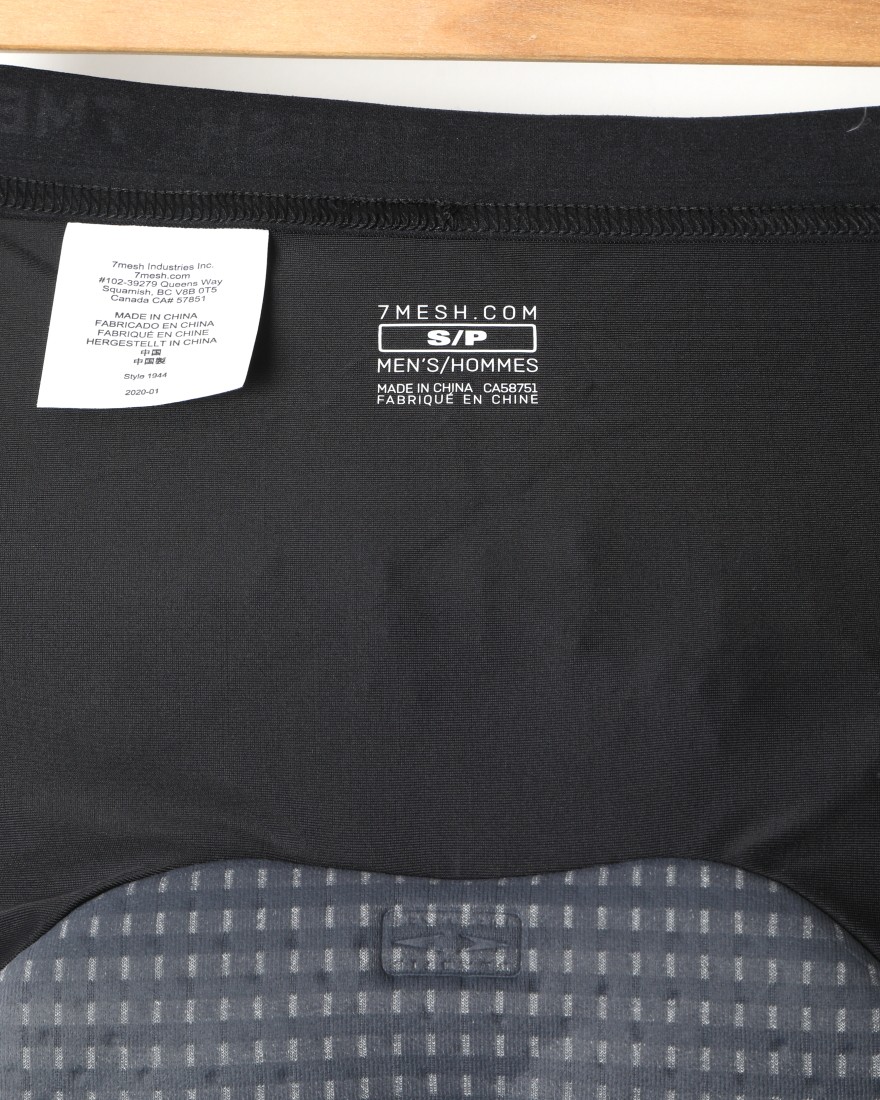 7mesh Industries Inc.
7mesh.com
#102-39279 Queens Way
Squamish, BC V8B 0T5
Canada CA# 57851
MADE IN CHINA
FABRICADO EN CHINA
FABRIQUÉ EN CHINE
HERGESTELLT IN CHINA
中国
中国製
Style 1944
2020-01
7MESH.COM
S/P
MEN'S/HOMMES
MADE IN CHINA CA58751
FABRIQUÉ EN CHINE